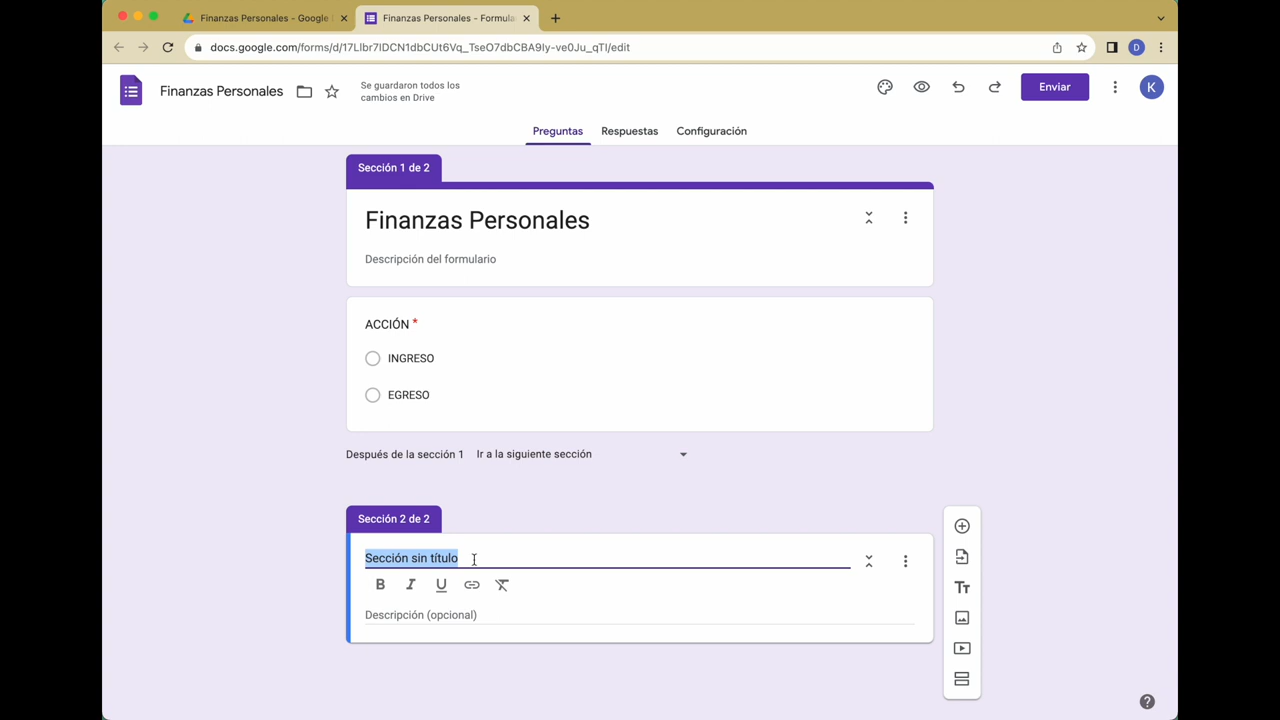 Finanzas Personales - Google
Finanzas Personales - Formula
docs.google.com/forms/d/17Llbr7IDCN1dbCUt6Vq_TseO7dbCBA9Iy-ve0Ju_qTI/edit
D
Finanzas Personales
Se guardaron todos los
cambios en Drive
Enviar
K
Preguntas
Respuestas
Configuración
Sección 1 de 2
Finanzas Personales
Descripción del formulario
ACCIÓN *
INGRESO
EGRESO
Después de la sección 1
Ir a la siguiente sección
Sección 2 de 2
Sección sin título
B I U
Descripción (opcional)
Tt
?